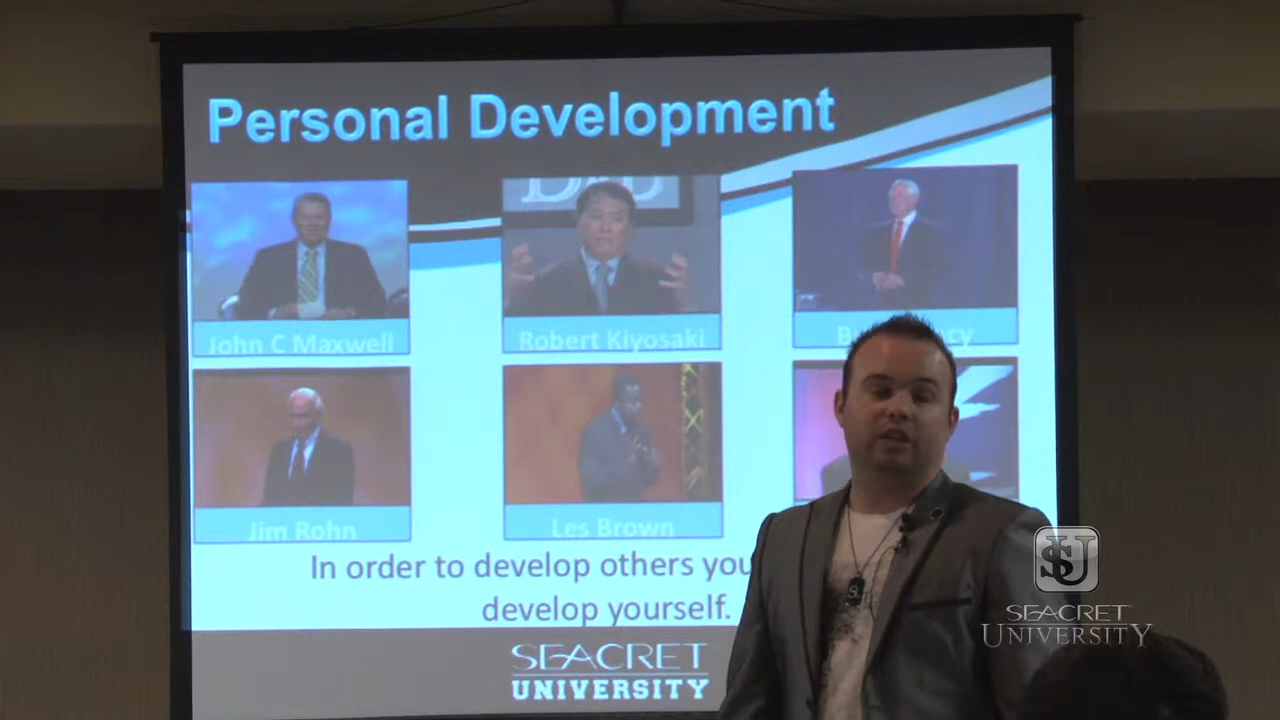 Personal Development
John C Maxwell
Robert Kiyosaki
Jim Rohn
Les Brown
In order to develop others you
develop yourself.
SEACRET
UNIVERSITY
SU
SEACRET
UNIVERSITY